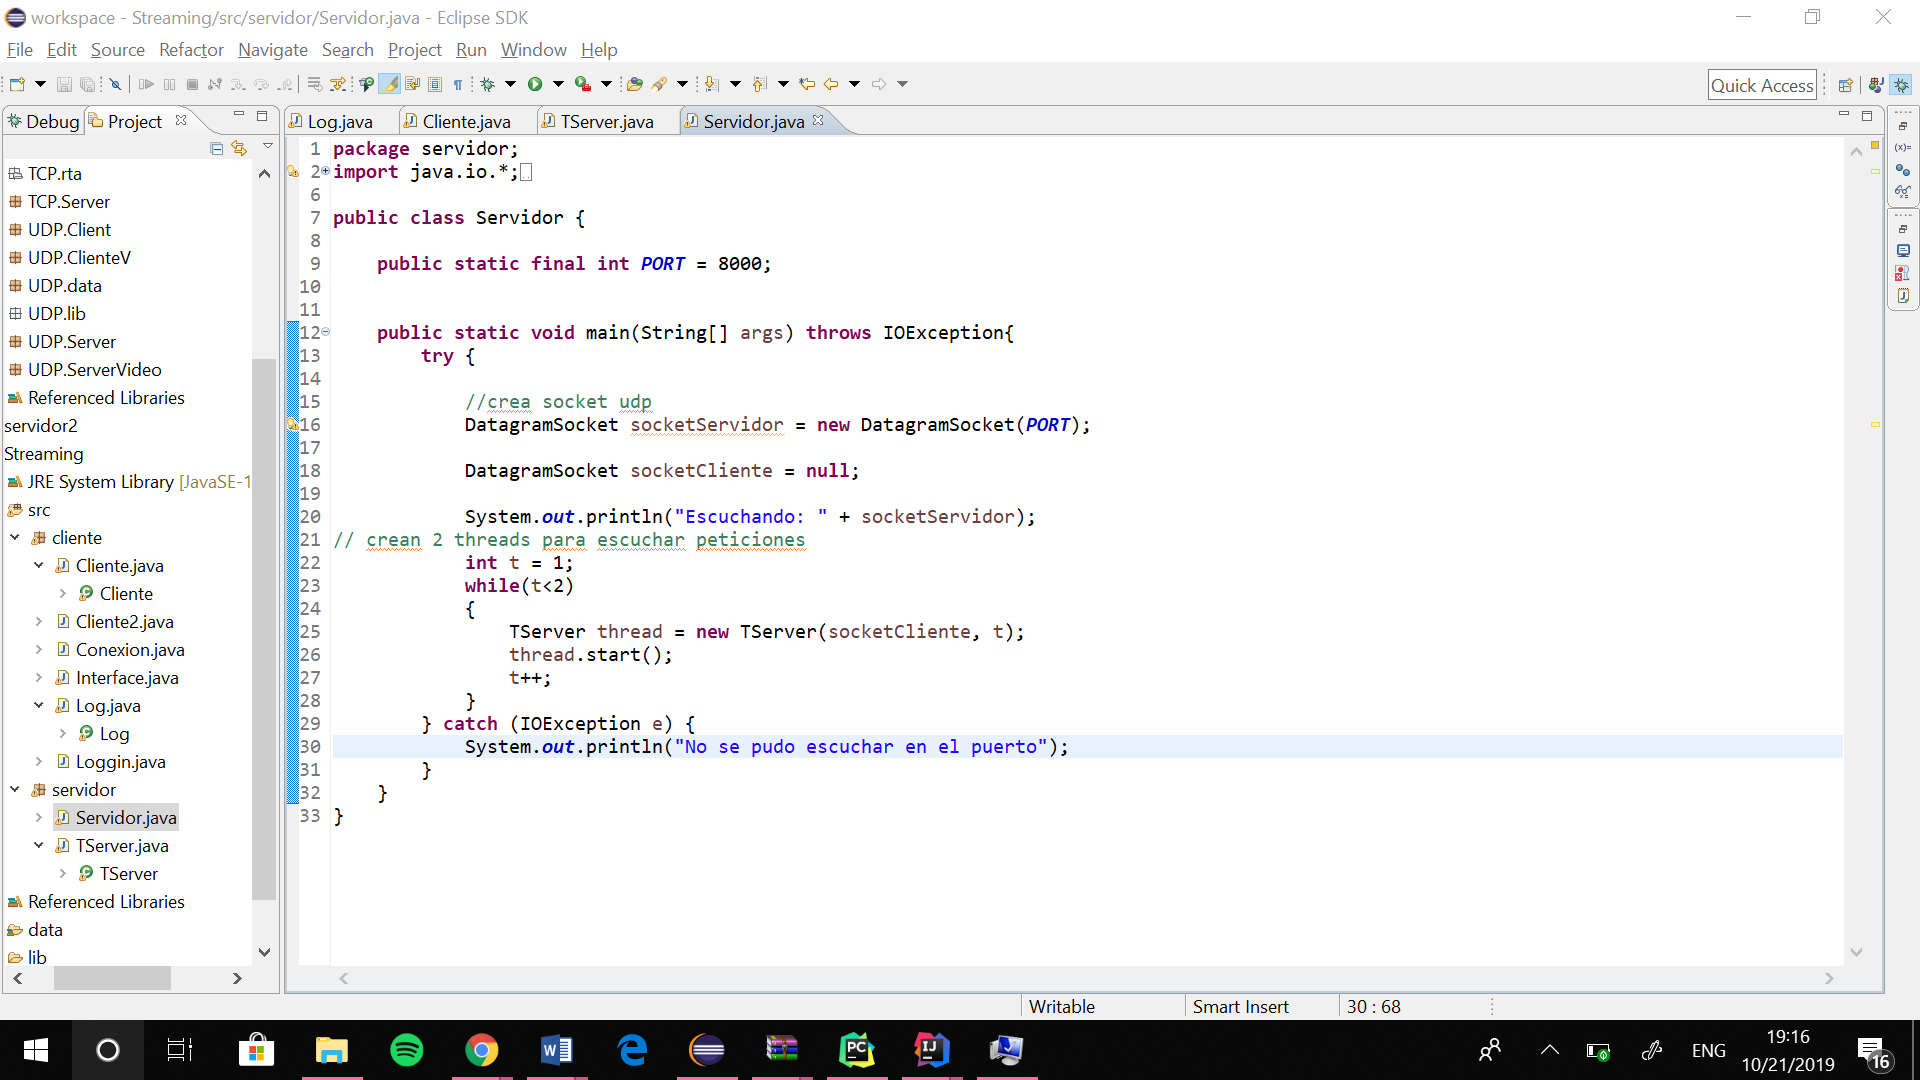 workspace - Streaming/src/servidor/Servidor.java - Eclipse SDK
File Edit Source Refactor Navigate Search Project Run Window Help
Quick Access
Debug Project
Log.java Cliente.java TServer.java Servidor.java
TCP.rta
TCP.Server
UDP.Client
UDP.ClienteV
UDP.data
UDP.lib
UDP.Server
UDP.ServerVideo
Referenced Libraries
servidor2
Streaming
JRE System Library [JavaSE-1
src
cliente
Cliente.java
Cliente
Cliente2.java
Conexion.java
Interface.java
Log.java
Log
Loggin.java
servidor
Servidor.java
TServer.java
TServer
Referenced Libraries
data
lib
1 package servidor;
2 import java.io.*;
6
7 public class Servidor {
8
9 public static final int PORT = 8000;
10
11
12 public static void main(String[] args) throws IOException{
13 try {
14
15 //crea socket udp
16 DatagramSocket socketServidor = new DatagramSocket(PORT);
17
18 DatagramSocket socketCliente = null;
19
20 System.out.println("Escuchando: " + socketServidor);
21 // crean 2 threads para escuchar peticiones
22 int t = 1;
23 while(t<2)
24 {
25 TServer thread = new TServer(socketCliente, t);
26 thread.start();
27 t++;
28 }
29 } catch (IOException e) {
30 System.out.println("No se pudo escuchar en el puerto");
31 }
32 }
33 }
Writable Smart Insert 30 : 68
ENG
19:16
10/21/2019
16